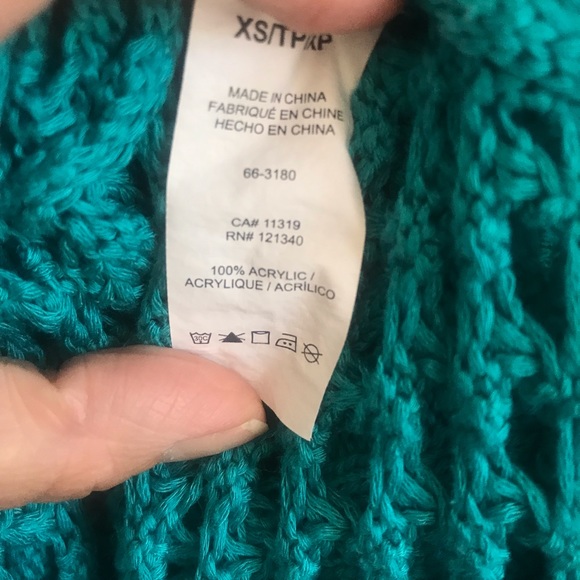 XS/TP/XP
MADE IN CHINA
FABRIQUÉ EN CHINE
HECHO EN CHINA
66-3180
CA# 11319
RN# 121340
100% ACRYLIC /
ACRYLIQUE / ACRÍLICO
30C